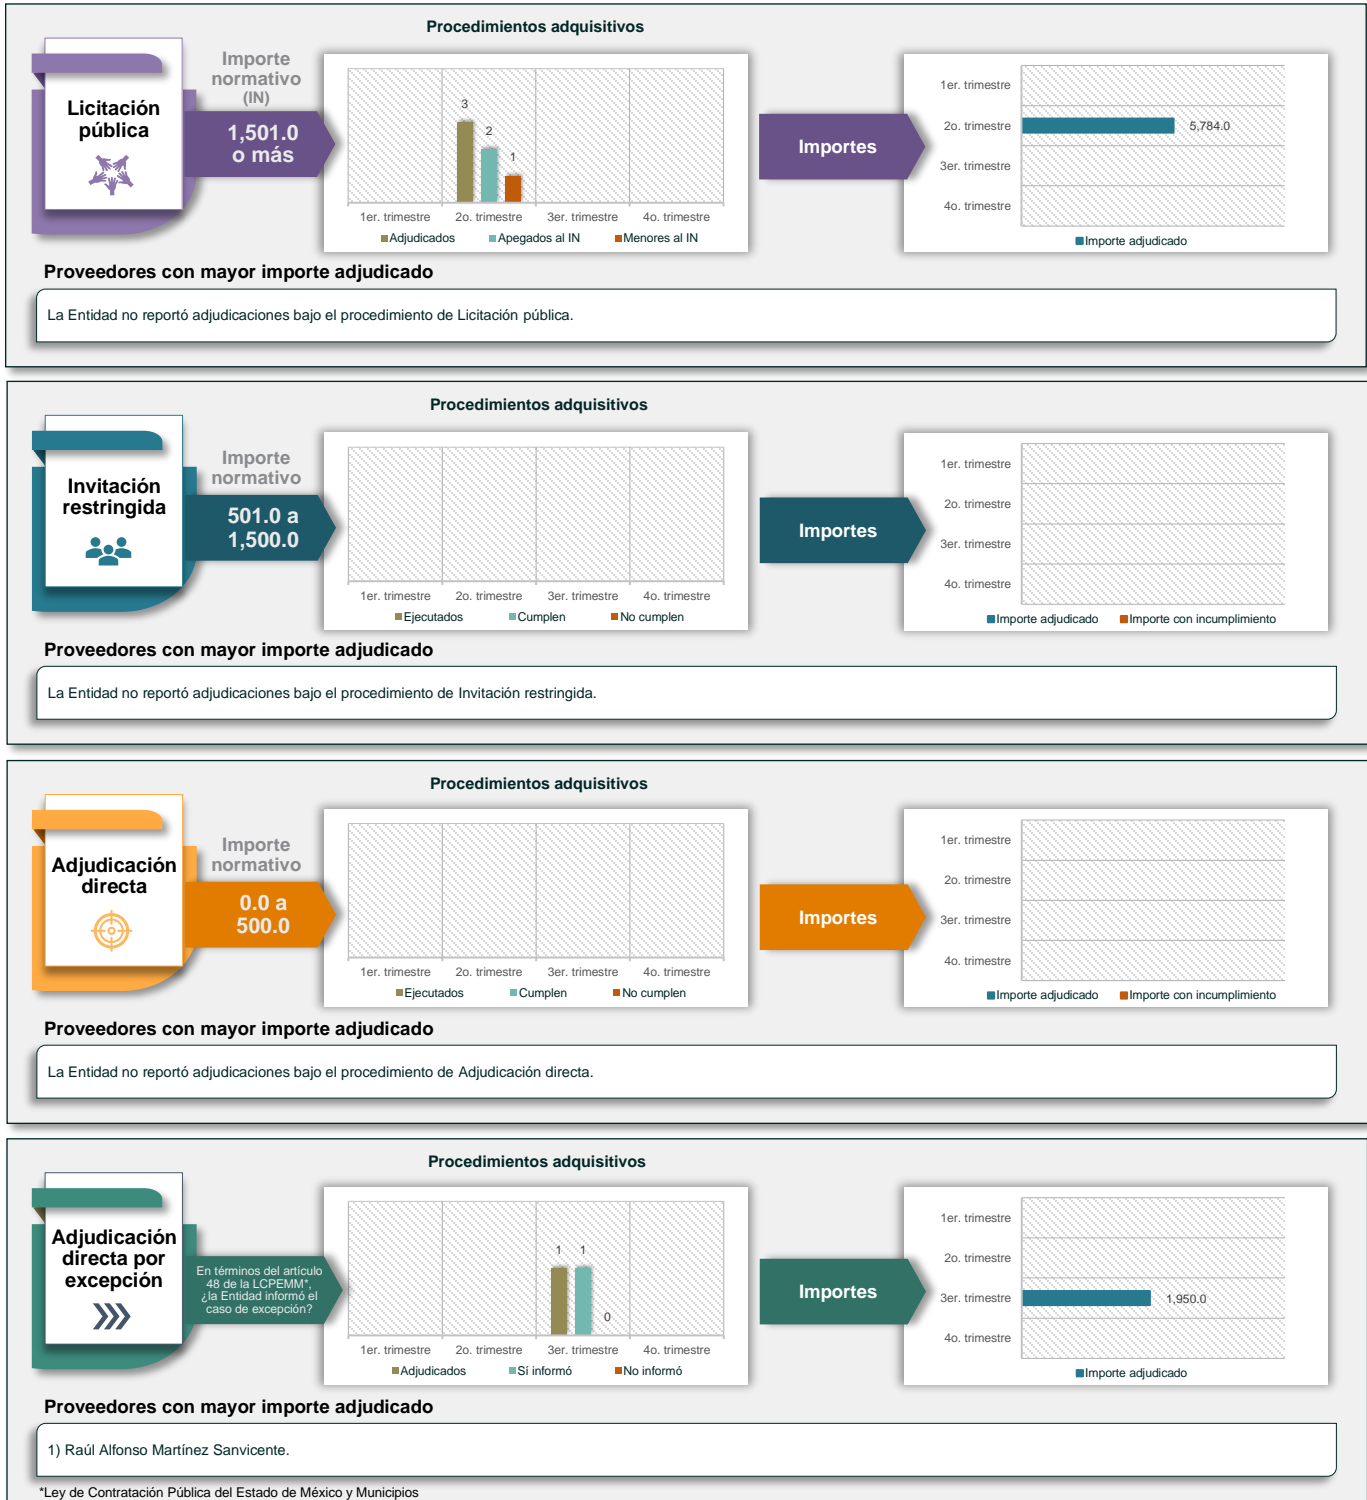 Procedimientos adquisitivos
Licitación
pública
Importe
normativo
(IN)
1,501.0
o más
3
2
1
1er. trimestre 2o. trimestre 3er. trimestre 4o. trimestre
Adjudicados Apegados al IN Menores al IN
Importes
1er. trimestre
2o. trimestre 5,784.0
3er. trimestre
4o. trimestre
Importe adjudicado
Proveedores con mayor importe adjudicado
La Entidad no reportó adjudicaciones bajo el procedimiento de Licitación pública.
Procedimientos adquisitivos
Invitación
restringida
Importe
normativo
501.0 a
1,500.0
1er. trimestre 2o. trimestre 3er. trimestre 4o. trimestre
Ejecutados Cumplen No cumplen
Importes
1er. trimestre
2o. trimestre
3er. trimestre
4o. trimestre
Importe adjudicado Importe con incumplimiento
Proveedores con mayor importe adjudicado
La Entidad no reportó adjudicaciones bajo el procedimiento de Invitación restringida.
Procedimientos adquisitivos
Adjudicación
directa
Importe
normativo
0.0 a
500.0
1er. trimestre 2o. trimestre 3er. trimestre 4o. trimestre
Ejecutados Cumplen No cumplen
Importes
1er. trimestre
2o. trimestre
3er. trimestre
4o. trimestre
Importe adjudicado Importe con incumplimiento
Proveedores con mayor importe adjudicado
La Entidad no reportó adjudicaciones bajo el procedimiento de Adjudicación directa.
Procedimientos adquisitivos
Adjudicación
directa por
excepción
En términos del artículo
48 de la LCPEMM*,
¿la Entidad informó el
caso de excepción?
1 1
0
1er. trimestre 2o. trimestre 3er. trimestre 4o. trimestre
Adjudicados Sí informó No informó
Importes
1er. trimestre
2o. trimestre
3er. trimestre 1,950.0
4o. trimestre
Importe adjudicado
Proveedores con mayor importe adjudicado
1) Raúl Alfonso Martínez Sanvicente.
*Ley de Contratación Pública del Estado de México y Municipios